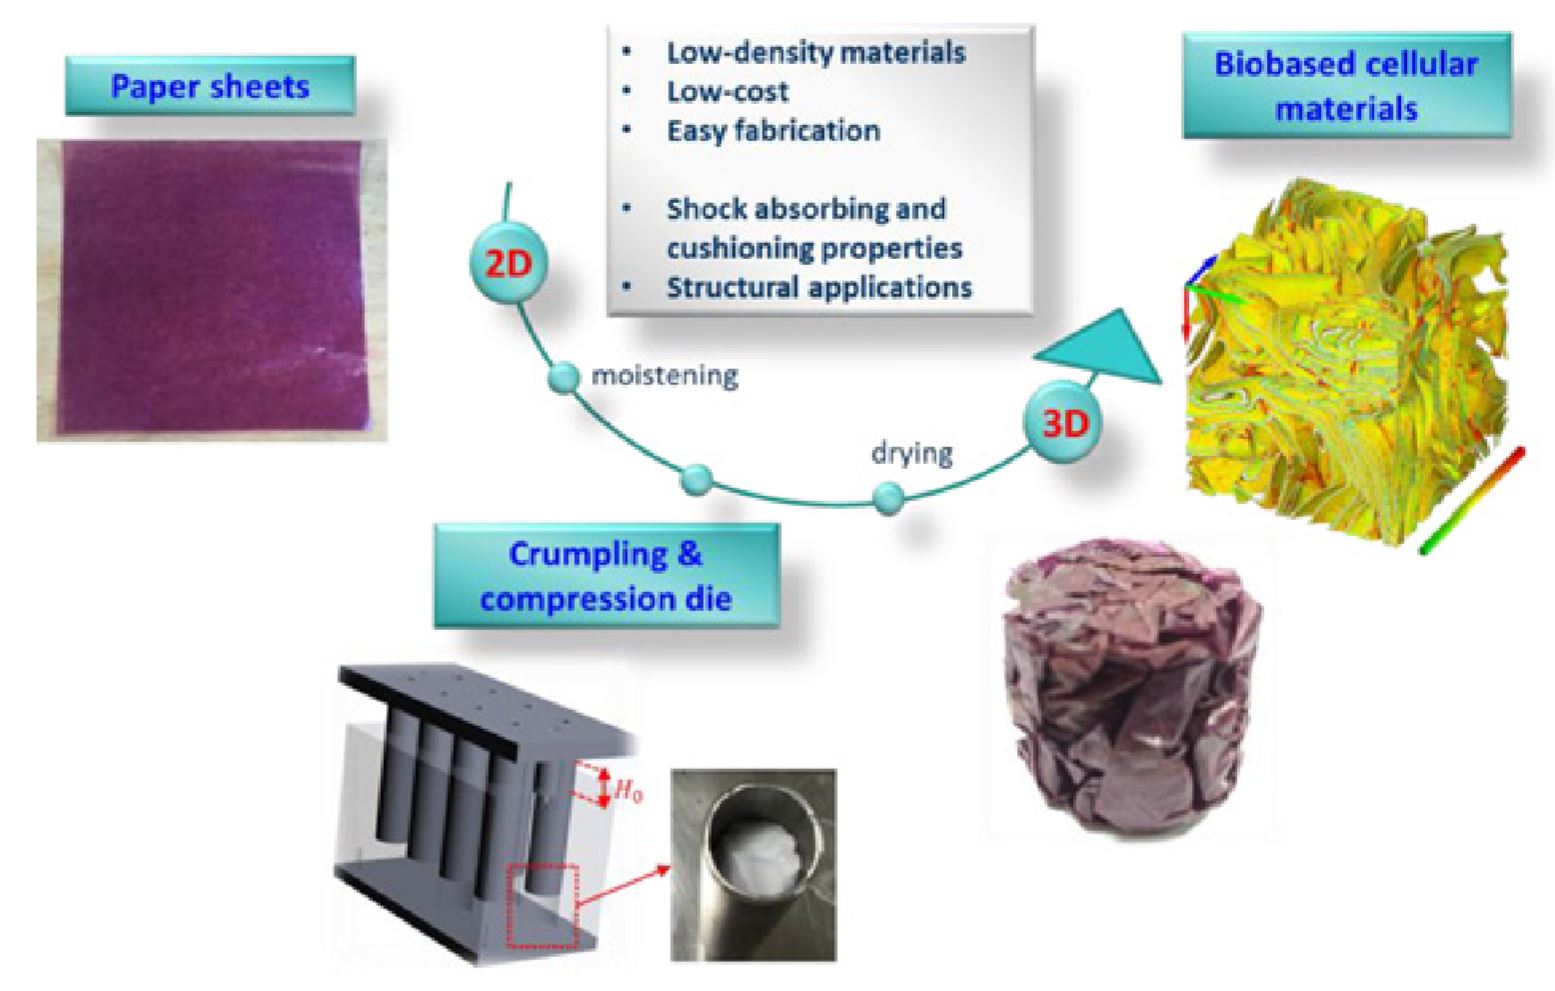 Paper sheets
• Low-density materials
• Low-cost
• Easy fabrication
• Shock absorbing and
cushioning properties
• Structural applications
Biobased cellular
materials
2D
moistening
drying
3D
Crumpling &
compression die
H₀